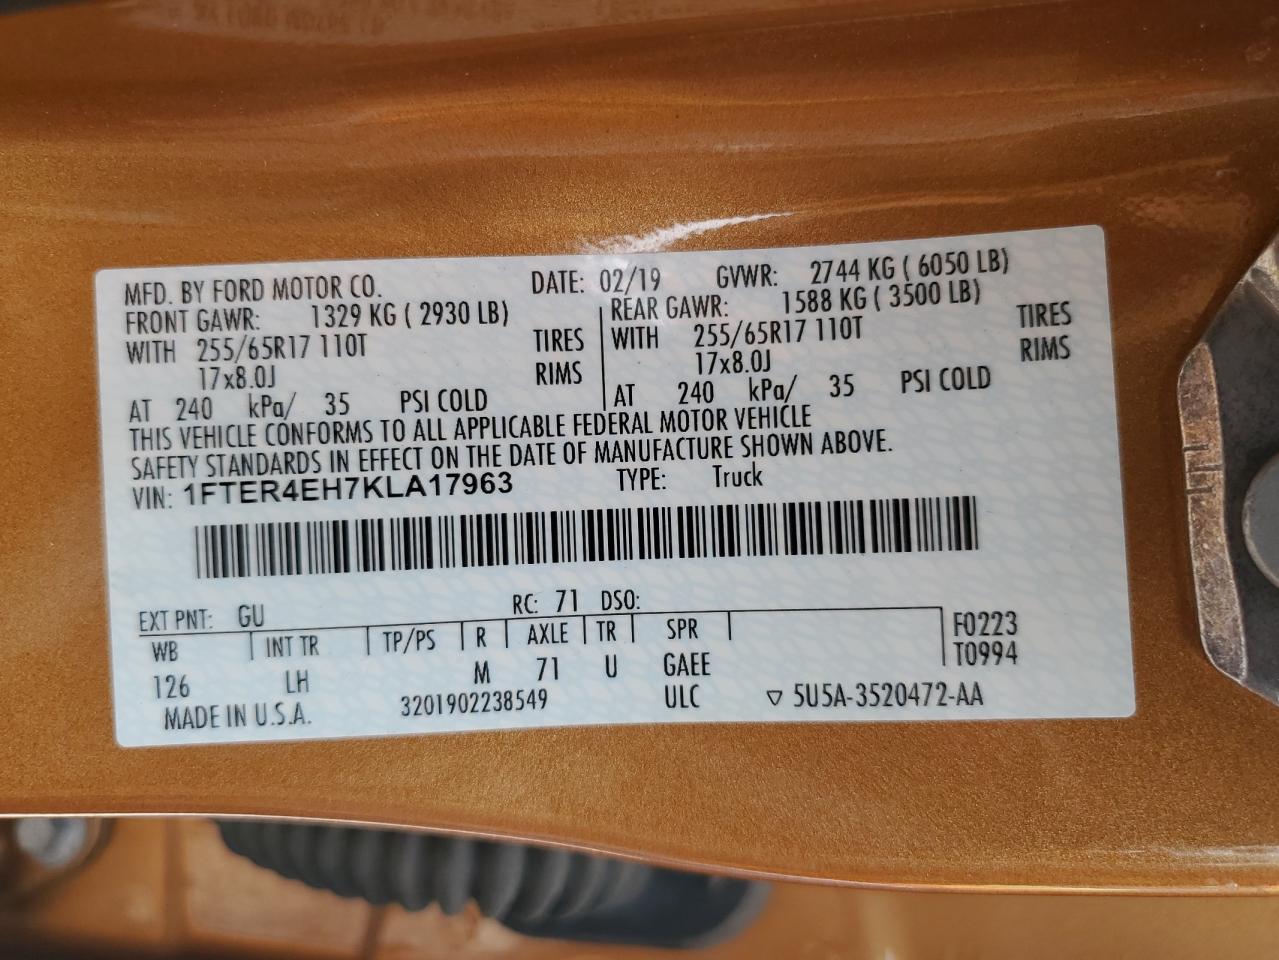 MFD. BY FORD MOTOR CO. DATE: 02/19 GVWR: 2744 KG ( 6050 LB)
FRONT GAWR: 1329 KG ( 2930 LB) REAR GAWR: 1588 KG ( 3500 LB)
WITH 255/65R17 110T TIRES WITH 255/65R17 110T TIRES
17x8.0J RIMS 17x8.0J RIMS
AT 240 kPa/ 35 PSI COLD AT 240 kPa/ 35 PSI COLD
THIS VEHICLE CONFORMS TO ALL APPLICABLE FEDERAL MOTOR VEHICLE
SAFETY STANDARDS IN EFFECT ON THE DATE OF MANUFACTURE SHOWN ABOVE.
VIN: 1FTER4EH7KLA17963 TYPE: Truck
EXT PNT: GU RC: 71 DSO:
WB INT TR TP/PS R AXLE TR SPR F0223
126 LH M 71 U GAEE T0994
MADE IN U.S.A. 3201902238549 ULC ▽ 5U5A-3520472-AA